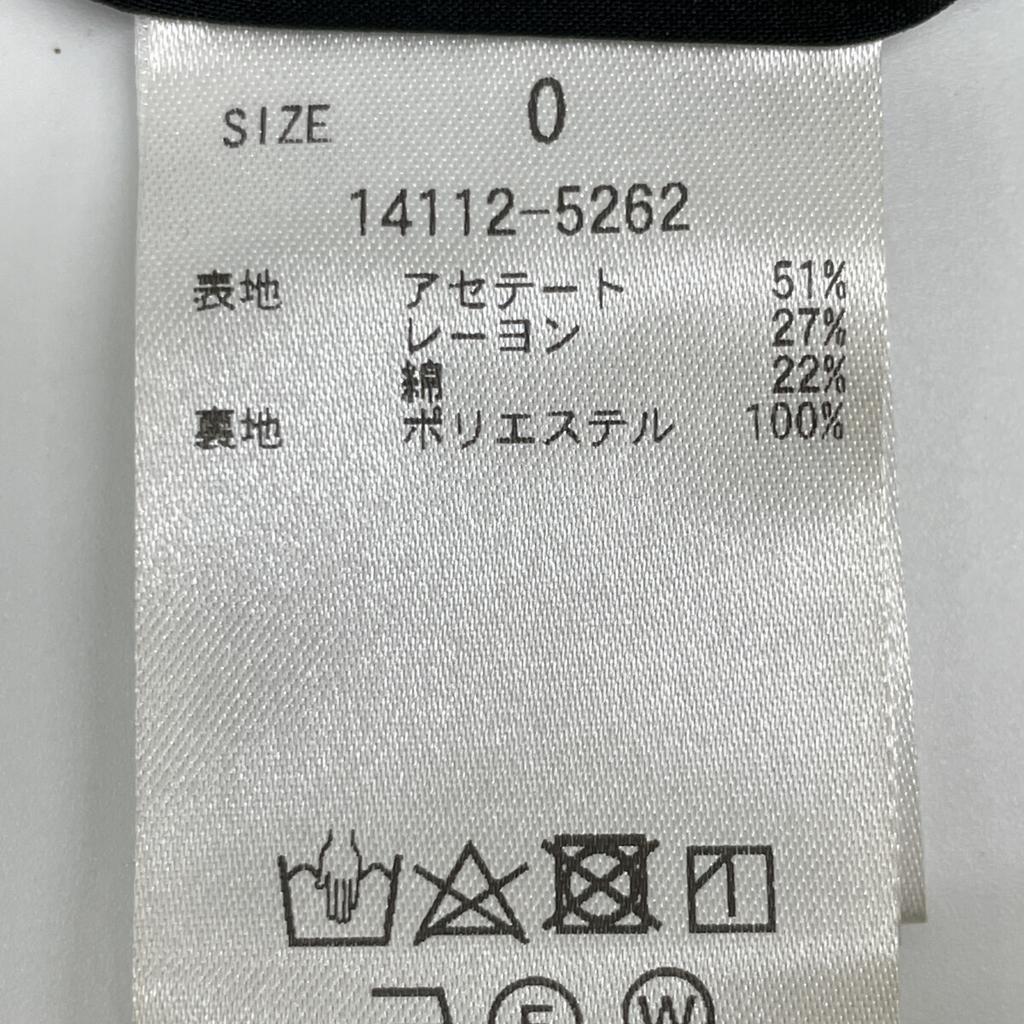 SIZE 0
14112-5262
表地 アセテート 51%
レーヨン 27%
綿 22%
裏地 ポリエステル 100%
F W